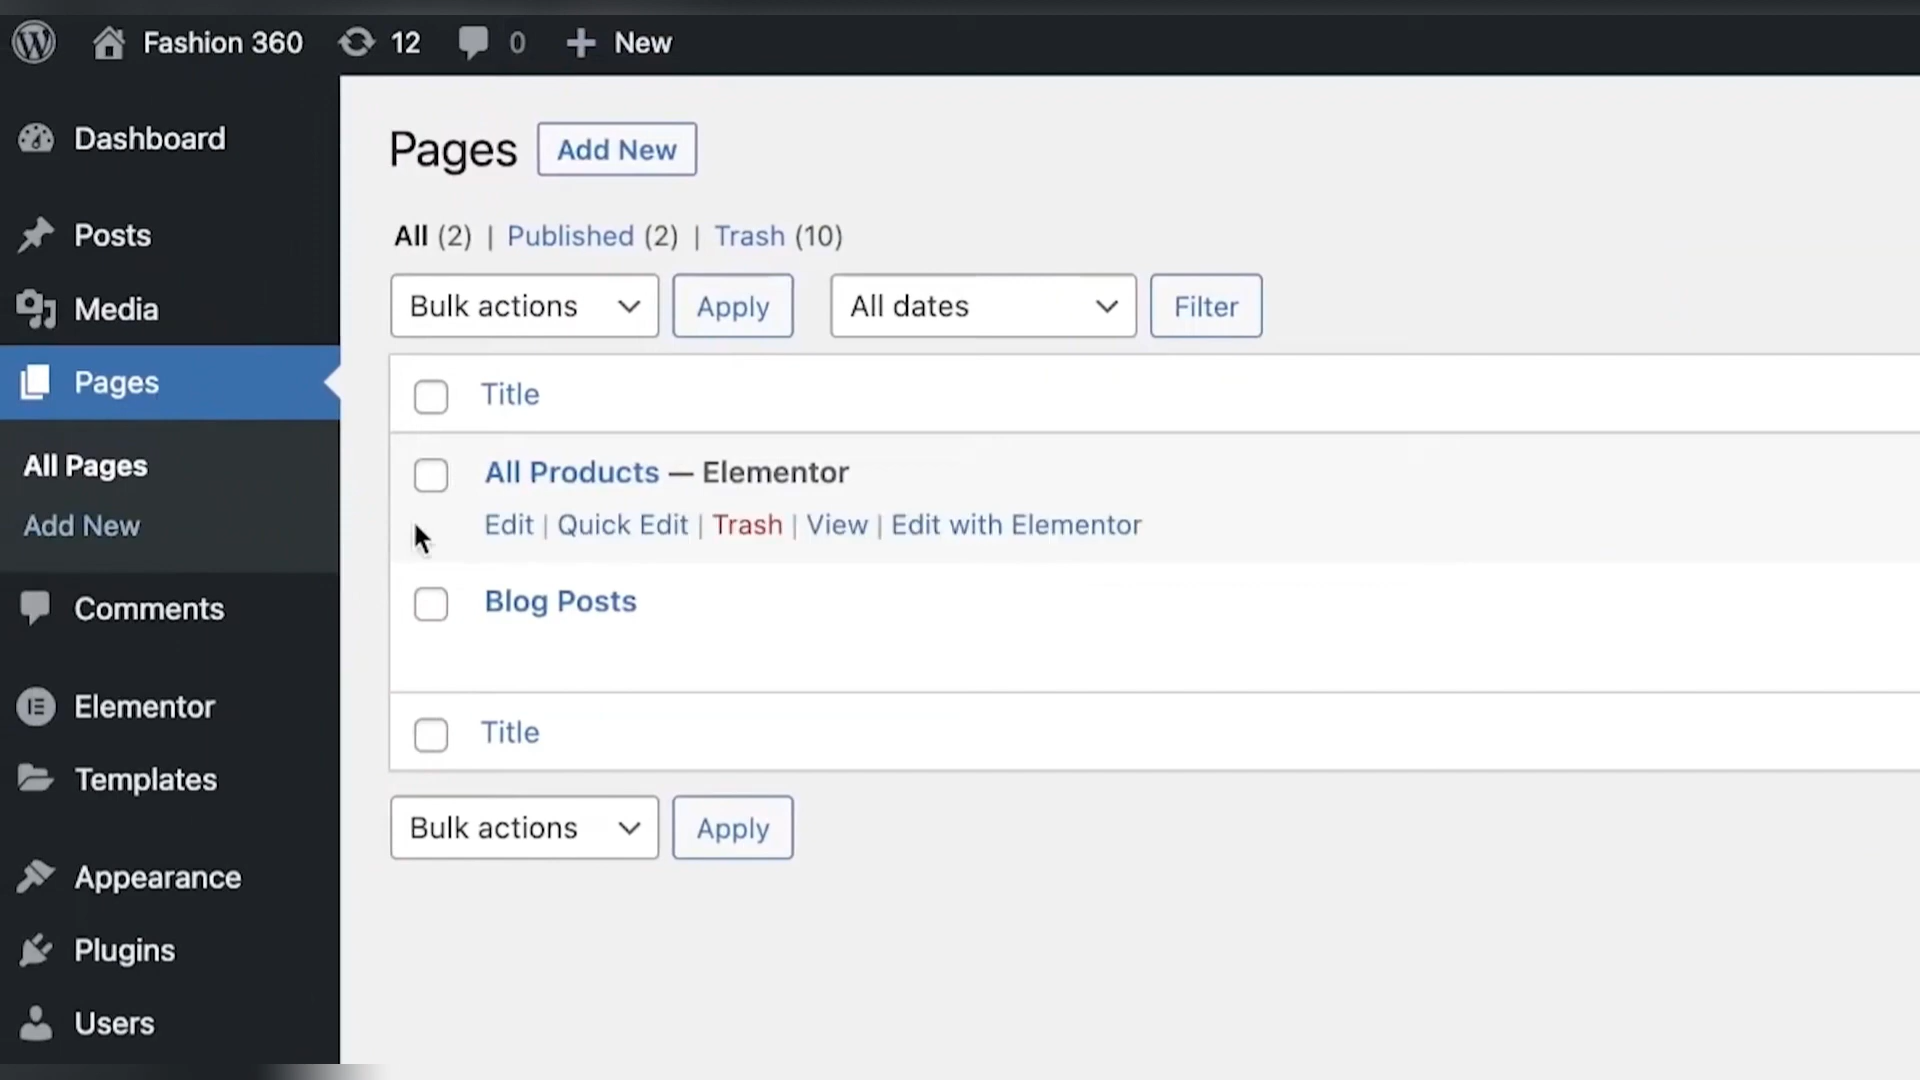 Fashion 360 12 0 + New
Dashboard
Posts
Media
Pages
All Pages
Add New
Comments
Elementor
Templates
Appearance
Plugins
Users
Pages Add New
All (2) | Published (2) | Trash (10)
Bulk actions Apply All dates Filter
Title
All Products — Elementor
Edit | Quick Edit | Trash | View | Edit with Elementor
Blog Posts
Title
Bulk actions Apply